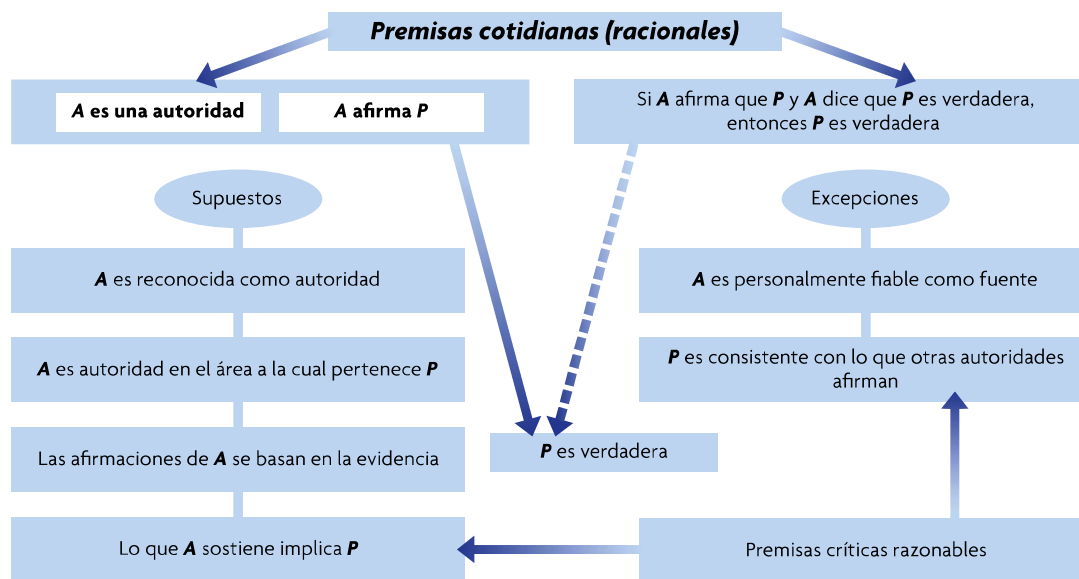 Premisas cotidianas (racionales)
A es una autoridad
A afirma P
Si A afirma que P y A dice que P es verdadera,
entonces P es verdadera
Supuestos
Excepciones
A es reconocida como autoridad
A es personalmente fiable como fuente
A es autoridad en el área a la cual pertenece P
P es consistente con lo que otras autoridades
afirman
Las afirmaciones de A se basan en la evidencia
P es verdadera
Lo que A sostiene implica P
Premisas críticas razonables